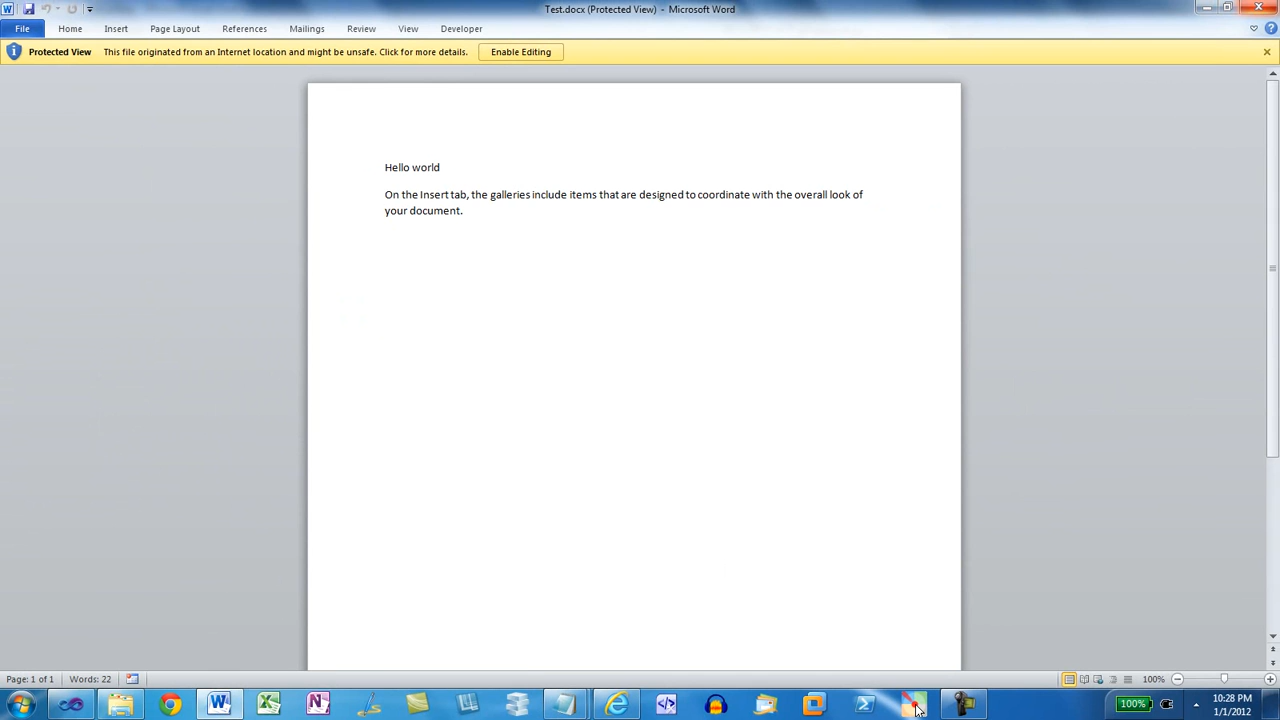 Test.docx (Protected View) - Microsoft Word
File Home Insert Page Layout References Mailings Review View Developer
Protected View This file originated from an Internet location and might be unsafe. Click for more details. Enable Editing
Hello world
On the Insert tab, the galleries include items that are designed to coordinate with the overall look of
your document.
Page: 1 of 1 Words: 22 100%
100% 10:28 PM
1/1/2012